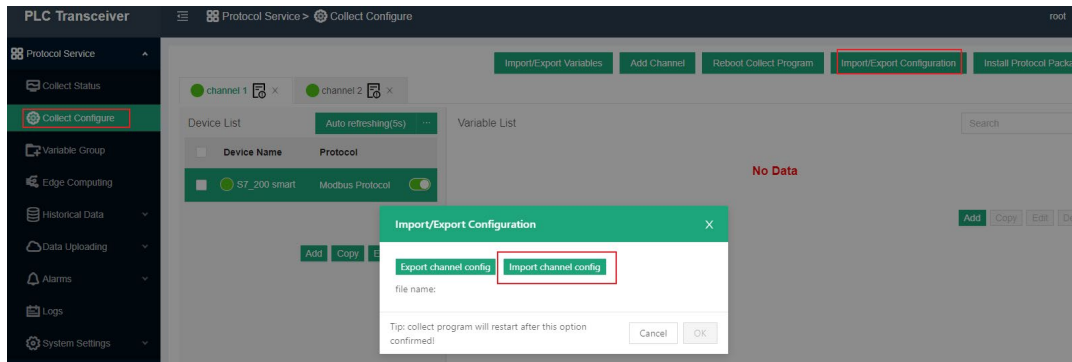 PLC Transceiver
Protocol Service > Collect Configure
root
Protocol Service
Import/Export Variables
Add Channel
Reboot Collect Program
Import/Export Configuration
Install Protocol
Collect Status
channel 1 ×
channel 2 ×
Collect Configure
Device List
Auto refreshing(5s) ...
Variable List
Search
Variable Group
Device Name
Protocol
No Data
Edge Computing
S7_200 smart
Modbus Protocol
Historical Data
Add
Copy
Edit
Import/Export Configuration
X
Data Uploading
Add
Copy
Export channel config
Import channel config
Alarms
file name:
Logs
Tip: collect program will restart after this option
confirmed!
Cancel
OK
System Settings